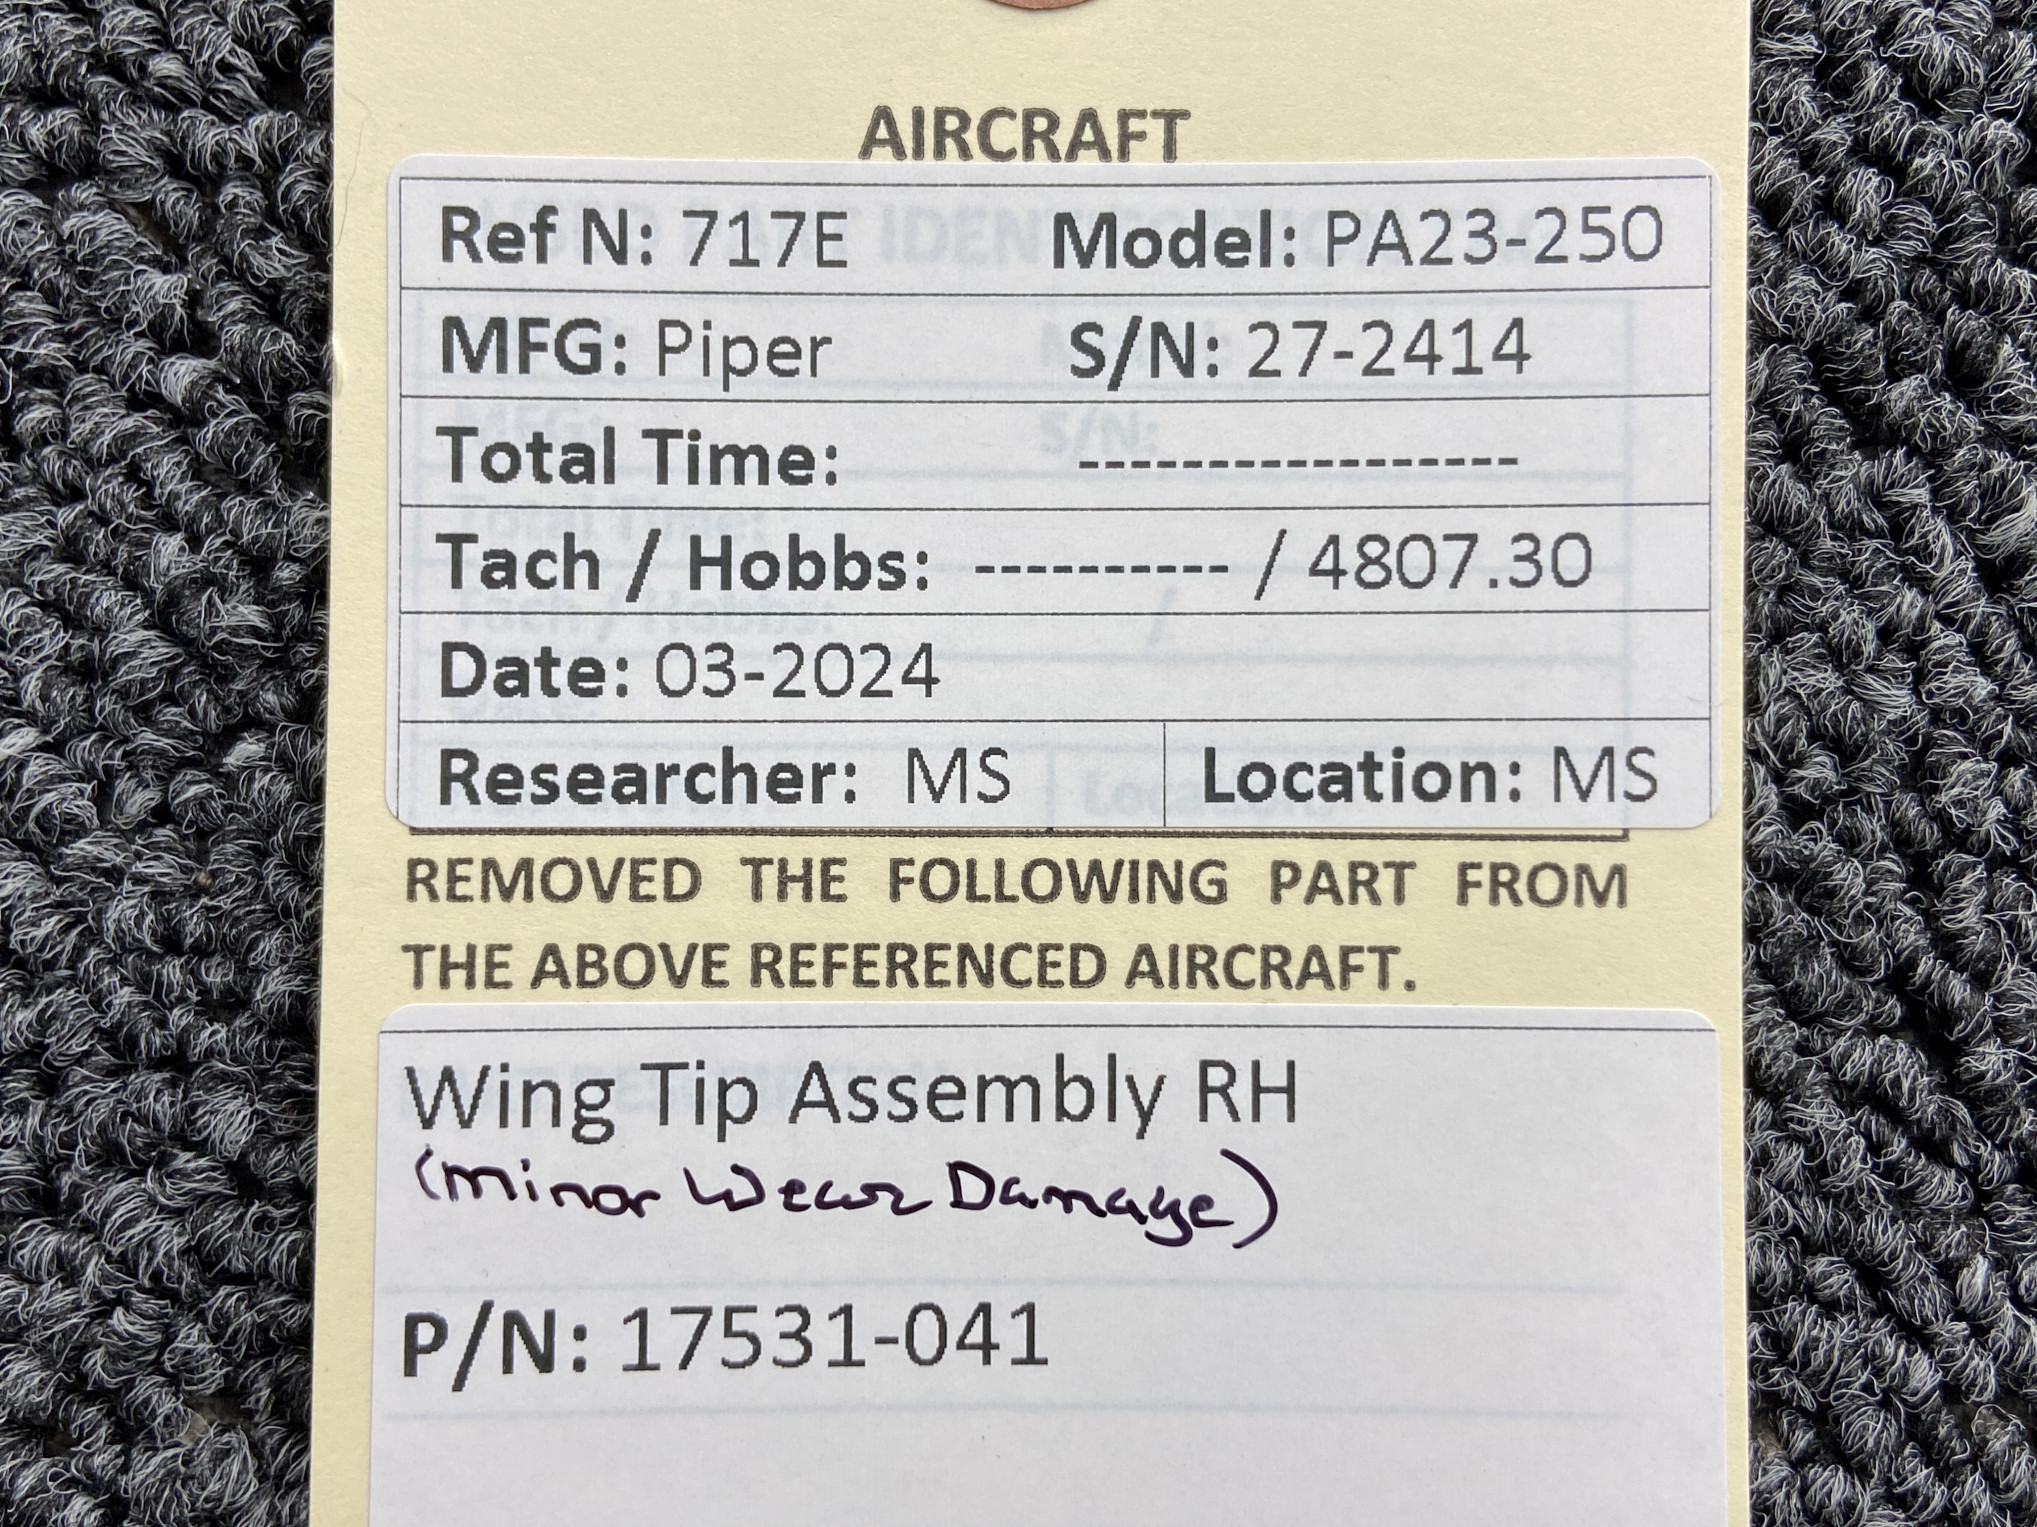 AIRCRAFT
Ref N: 717E Model: PA23-250
MFG: Piper S/N: 27-2414
Total Time: -----------------
Tach / Hobbs: ---------- / 4807.30
Date: 03-2024
Researcher: MS Location: MS
REMOVED THE FOLLOWING PART FROM
THE ABOVE REFERENCED AIRCRAFT.
Wing Tip Assembly RH
(Minor Wear Damage)
P/N: 17531-041